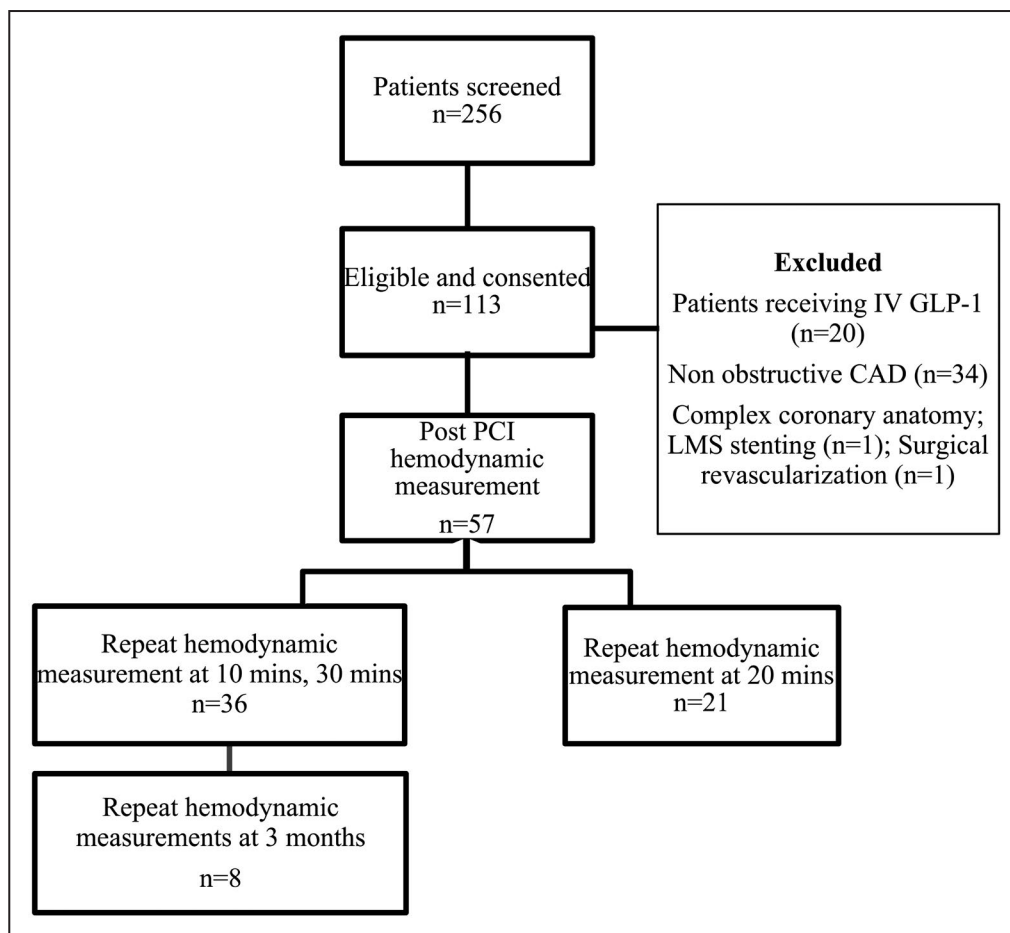 Patients screened
n=256
Eligible and consented
n=113
Excluded
Patients receiving IV GLP-1
(n=20)
Non obstructive CAD (n=34)
Complex coronary anatomy;
LMS stenting (n=1); Surgical
revascularization (n=1)
Post PCI
hemodynamic
measurement
n=57
Repeat hemodynamic
measurement at 10 mins, 30 mins
n=36
Repeat hemodynamic
measurement at 20 mins
n=21
Repeat hemodynamic
measurements at 3 months
n=8